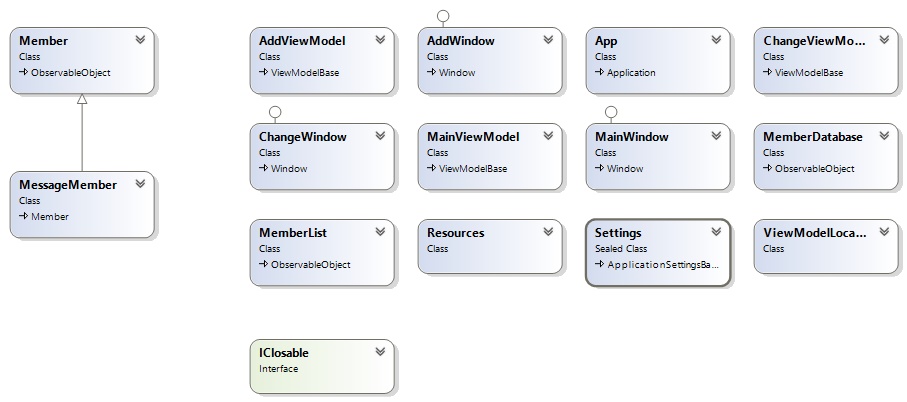 Member
Class
ObservableObject
MessageMember
Class
Member
AddViewModel
Class
ViewModelBase
AddWindow
Class
Window
App
Class
Application
ChangeViewMo...
Class
ViewModelBase
ChangeWindow
Class
Window
MainViewModel
Class
ViewModelBase
MainWindow
Class
Window
MemberDatabase
Class
ObservableObject
MemberList
Class
ObservableObject
Resources
Class
Settings
Sealed Class
ApplicationSettingsBa...
ViewModelLoca...
Class
IClosable
Interface